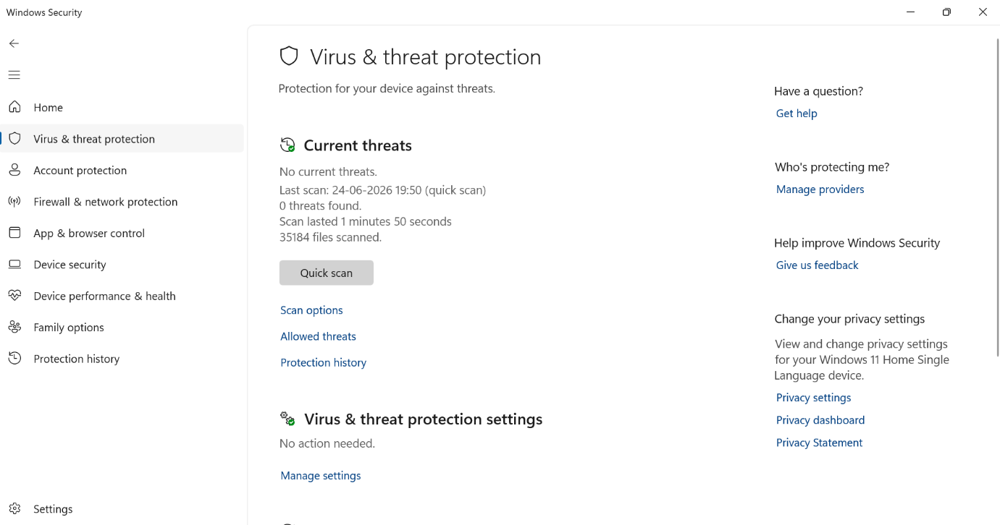 Windows Security
Home
Virus & threat protection
Account protection
Firewall & network protection
App & browser control
Device security
Device performance & health
Family options
Protection history
Settings
Virus & threat protection
Protection for your device against threats.
Current threats
No current threats.
Last scan: 24-06-2026 19:50 (quick scan)
0 threats found.
Scan lasted 1 minutes 50 seconds
35184 files scanned.
Quick scan
Scan options
Allowed threats
Protection history
Virus & threat protection settings
No action needed.
Manage settings
Have a question?
Get help
Who's protecting me?
Manage providers
Help improve Windows Security
Give us feedback
Change your privacy settings
View and change privacy settings
for your Windows 11 Home Single
Language device.
Privacy settings
Privacy dashboard
Privacy Statement